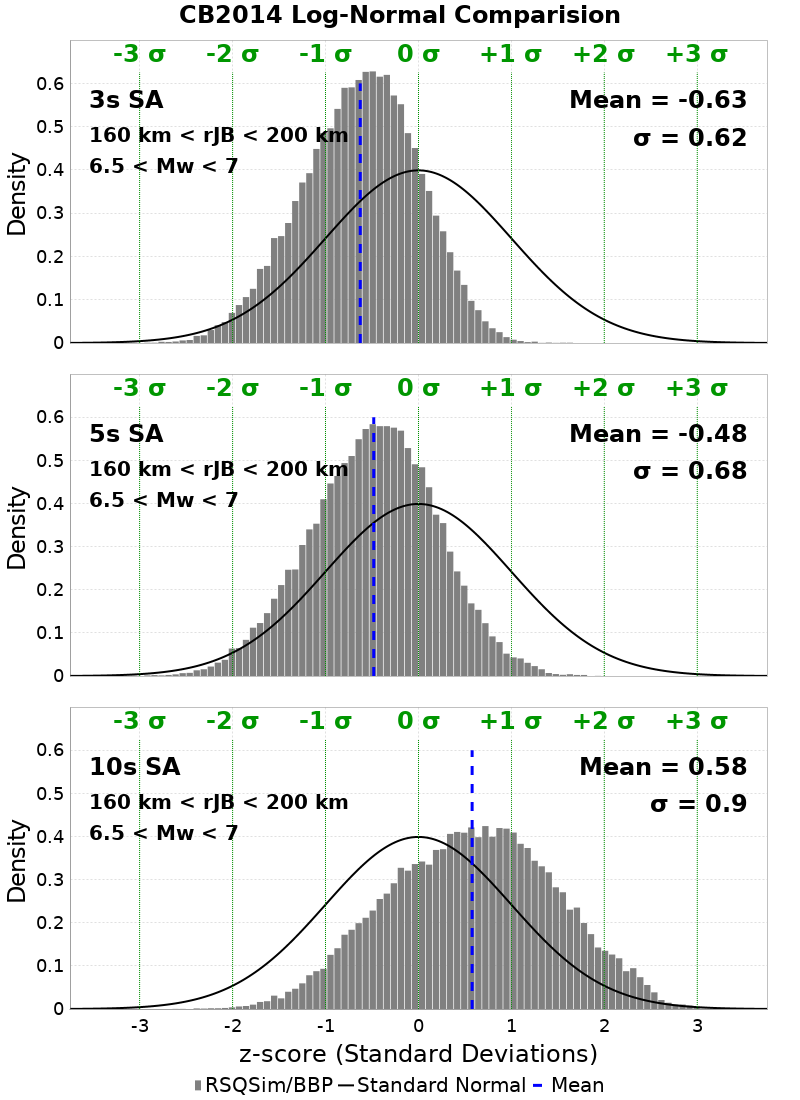 CB2014 Log-Normal Comparision
-3 σ -2 σ -1 σ 0 σ +1 σ +2 σ +3 σ
0.6
3s SA Mean = -0.63
0.5
160 km < rJB < 200 km σ = 0.62
6.5 < Mw < 7
0.4
0.3
0.2
0.1
0
Density
-3 σ -2 σ -1 σ 0 σ +1 σ +2 σ +3 σ
0.6
5s SA Mean = -0.48
0.5
160 km < rJB < 200 km σ = 0.68
6.5 < Mw < 7
0.4
0.3
0.2
0.1
0
Density
-3 σ -2 σ -1 σ 0 σ +1 σ +2 σ +3 σ
0.6
10s SA Mean = 0.58
0.5
160 km < rJB < 200 km σ = 0.9
6.5 < Mw < 7
0.4
0.3
0.2
0.1
0
Density
-3 -2 -1 0 1 2 3
z-score (Standard Deviations)
RSQSim/BBP Standard Normal Mean